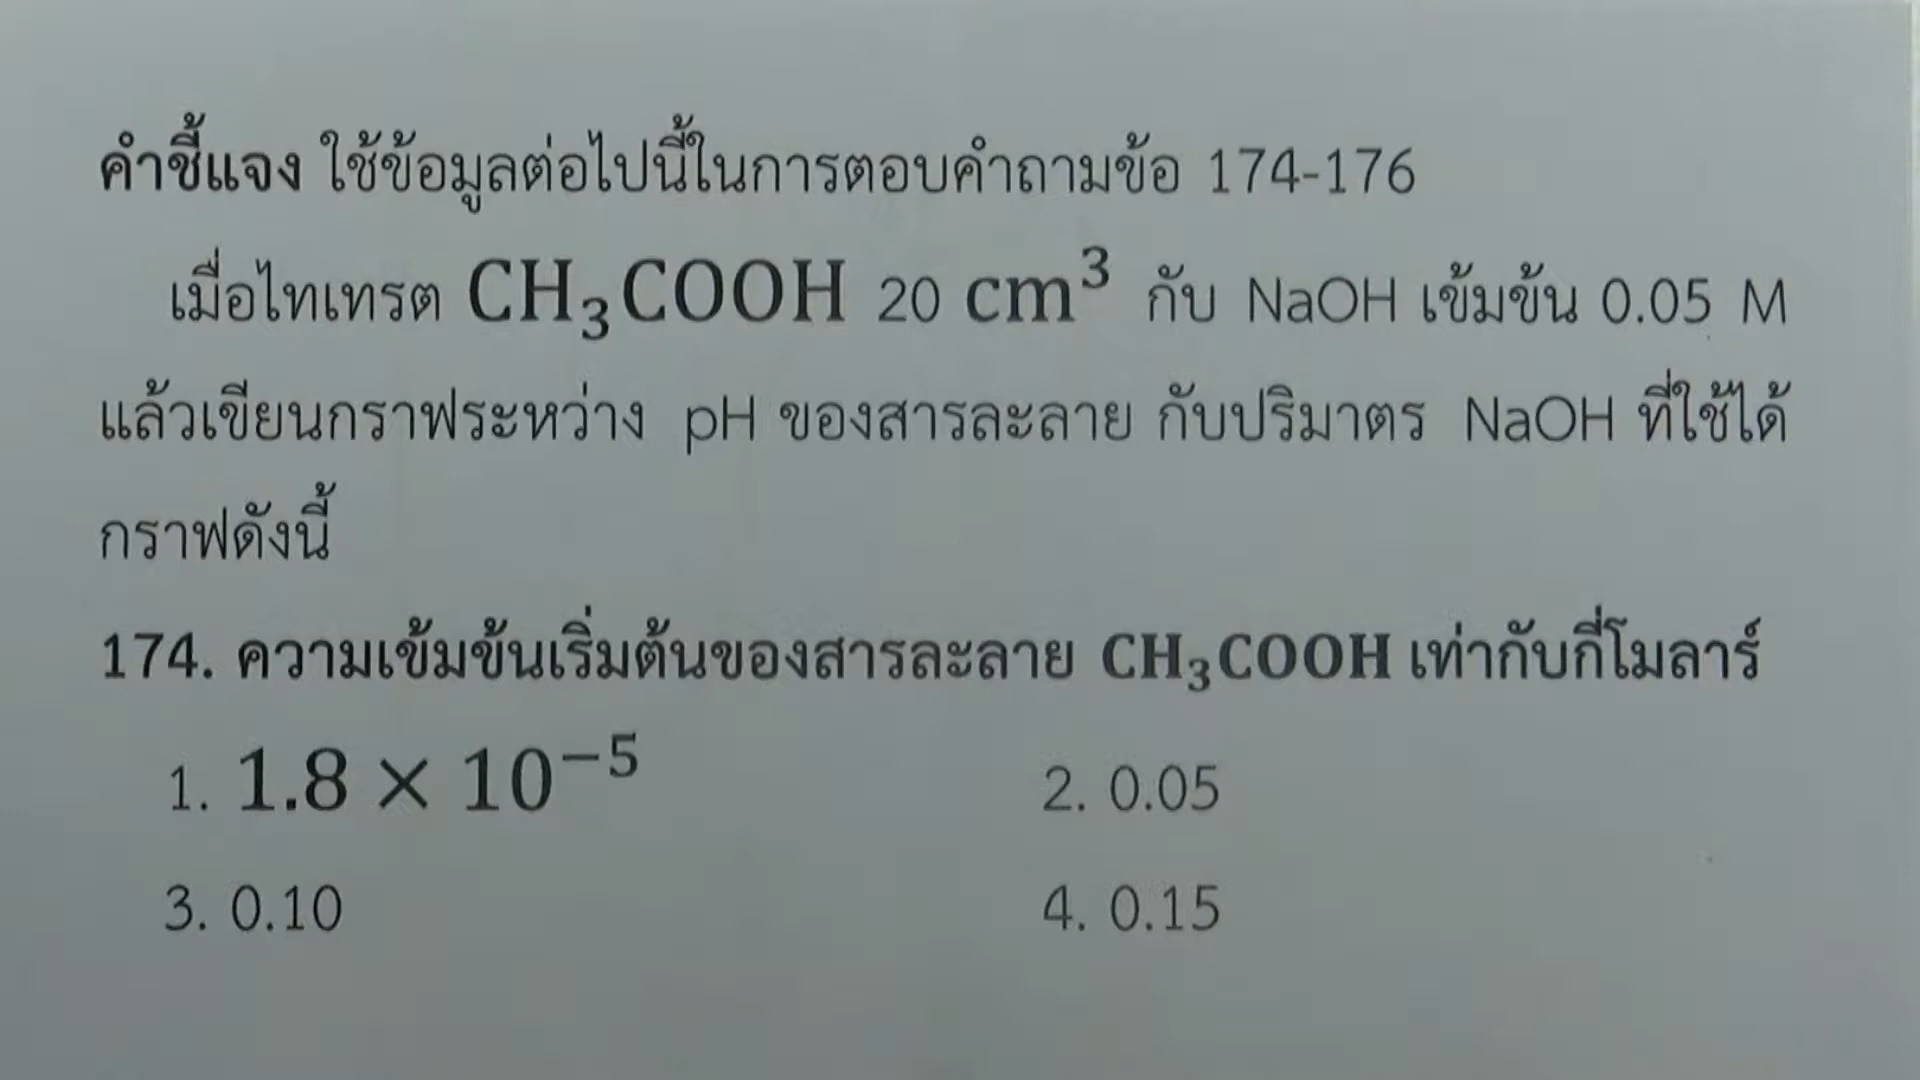 คำชี้แจง ใช้ข้อมูลต่อไปนี้ในการตอบคำถามข้อ 174-176
เมื่อไทเทรต CH₃COOH 20 cm³ กับ NaOH เข้มข้น 0.05 M
แล้วเขียนกราฟระหว่าง pH ของสารละลาย กับปริมาตร NaOH ที่ใช้ได้
กราฟดังนี้
174. ความเข้มข้นเริ่มต้นของสารละลาย CH₃COOH เท่ากับกี่โมลาร์
1. 1.8 × 10⁻⁵ 2. 0.05
3. 0.10 4. 0.15